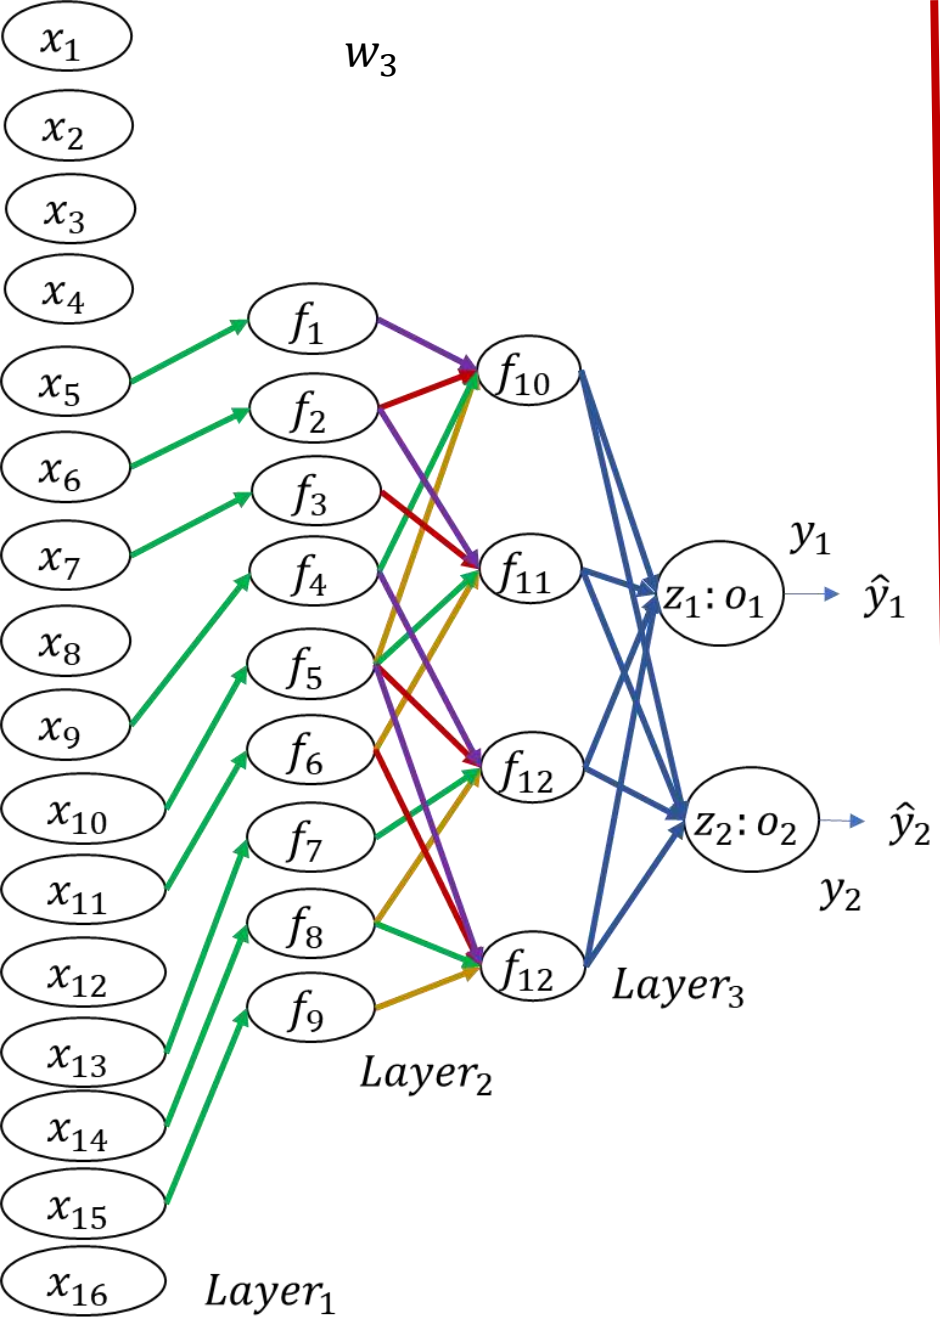 x₁
w₃
x₂
x₃
x₄
x₅
x₆
x₇
x₈
x₉
x₁₀
x₁₁
x₁₂
x₁₃
x₁₄
x₁₅
x₁₆
Layer₁
f₁
f₂
f₃
f₄
f₅
f₆
f₇
f₈
f₉
Layer₂
f₁₀
f₁₁
f₁₂
f₁₂
Layer₃
y₁
z₁: o₁
ŷ₁
z₂: o₂
ŷ₂
y₂